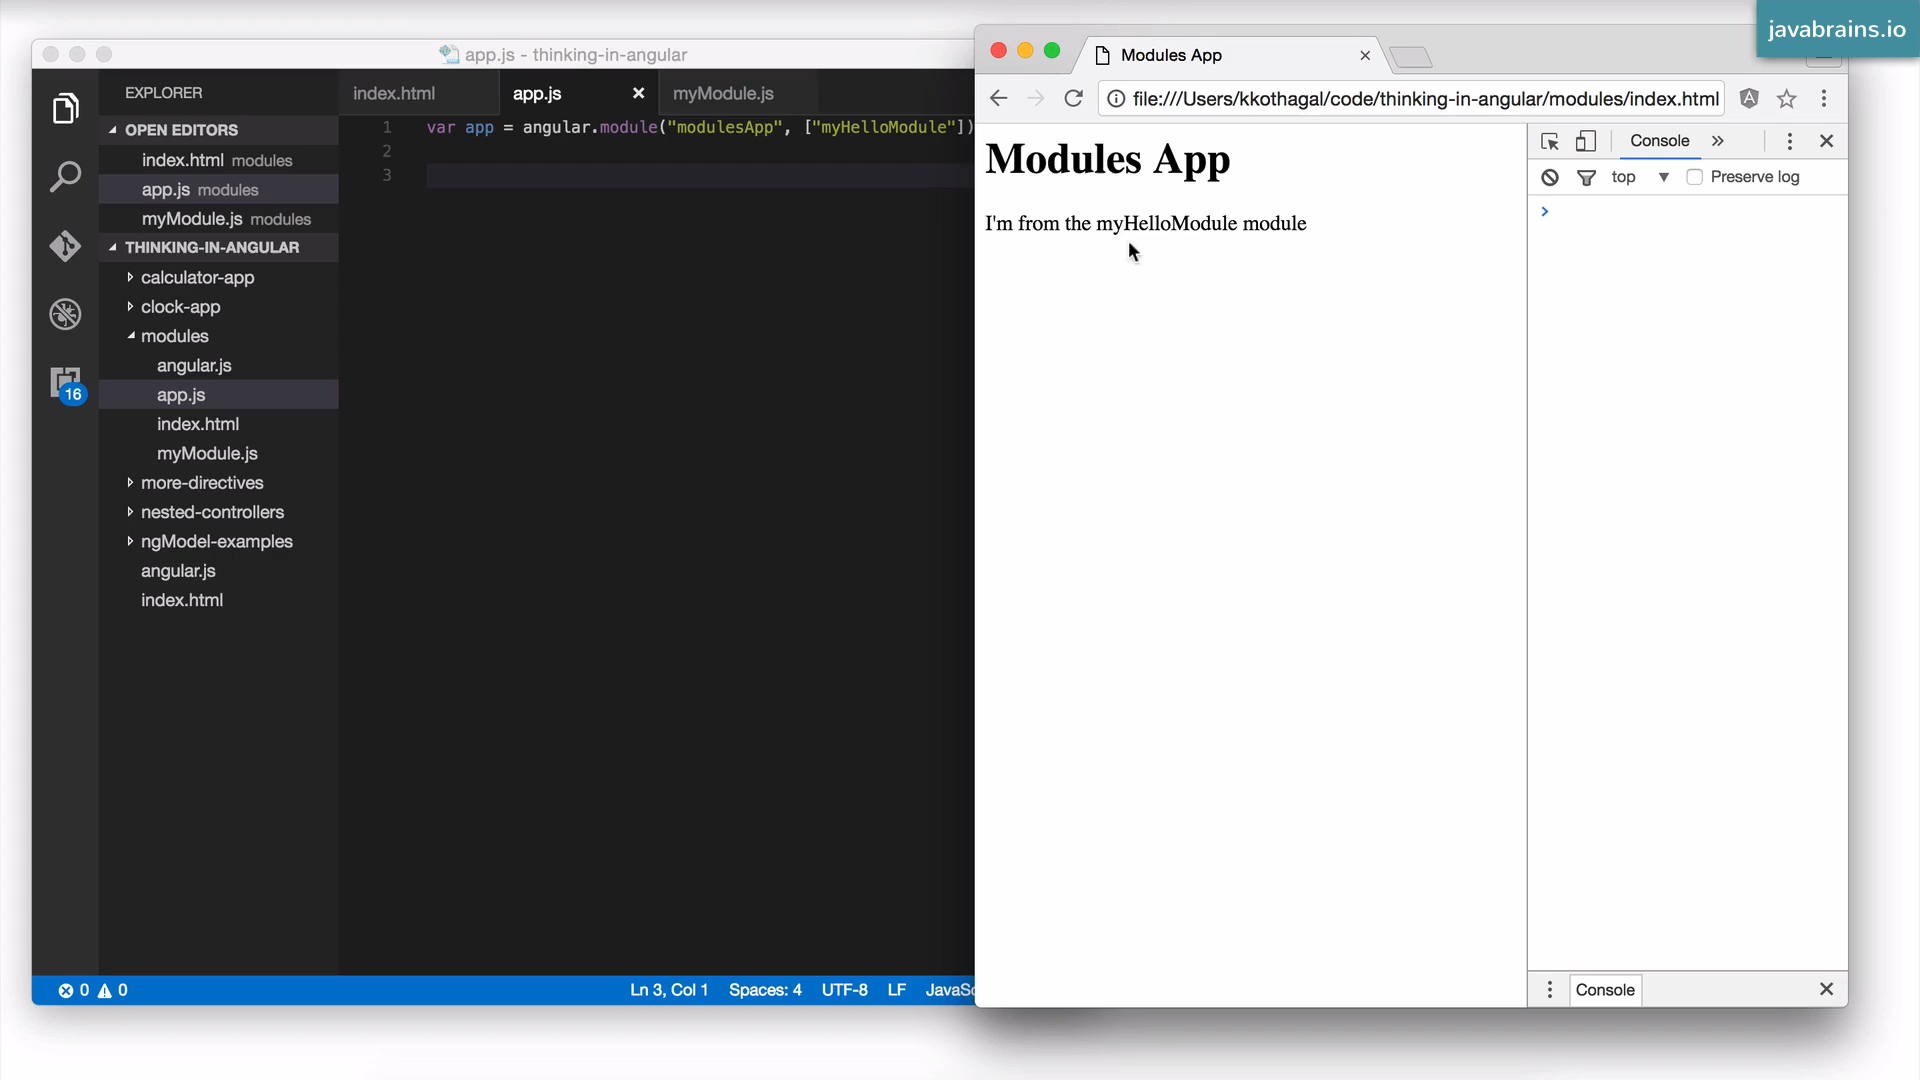 javabrains.io
app.js - thinking-in-angular
EXPLORER
OPEN EDITORS
index.html modules
app.js modules
myModule.js modules
THINKING-IN-ANGULAR
calculator-app
clock-app
modules
angular.js
app.js
index.html
myModule.js
more-directives
nested-controllers
ngModel-examples
angular.js
index.html
16
index.html
app.js
myModule.js
1 var app = angular.module("modulesApp", ["myHelloModule"])
2
3
0 0
Ln 3, Col 1 Spaces: 4 UTF-8 LF JavaSc
Modules App
file:///Users/kkothagal/code/thinking-in-angular/modules/index.html
Modules App
I'm from the myHelloModule module
Console »
top Preserve log
Console